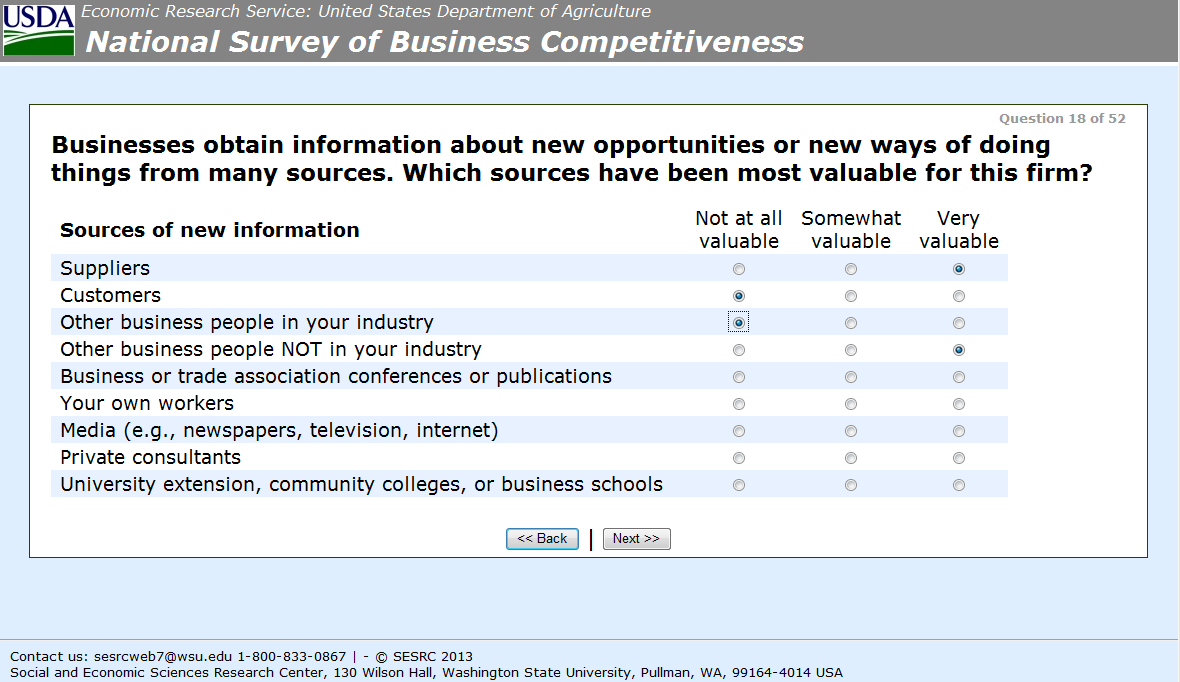 USDA
Economic Research Service: United States Department of Agriculture
National Survey of Business Competitiveness
Question 18 of 52
Businesses obtain information about new opportunities or new ways of doing
things from many sources. Which sources have been most valuable for this firm?
Sources of new information
Not at all valuable
Somewhat valuable
Very valuable
Suppliers
Customers
Other business people in your industry
Other business people NOT in your industry
Business or trade association conferences or publications
Your own workers
Media (e.g., newspapers, television, internet)
Private consultants
University extension, community colleges, or business schools
<< Back | Next >>
Contact us: sesrcweb7@wsu.edu 1-800-833-0867 | - © SESRC 2013
Social and Economic Sciences Research Center, 130 Wilson Hall, Washington State University, Pullman, WA, 99164-4014 USA